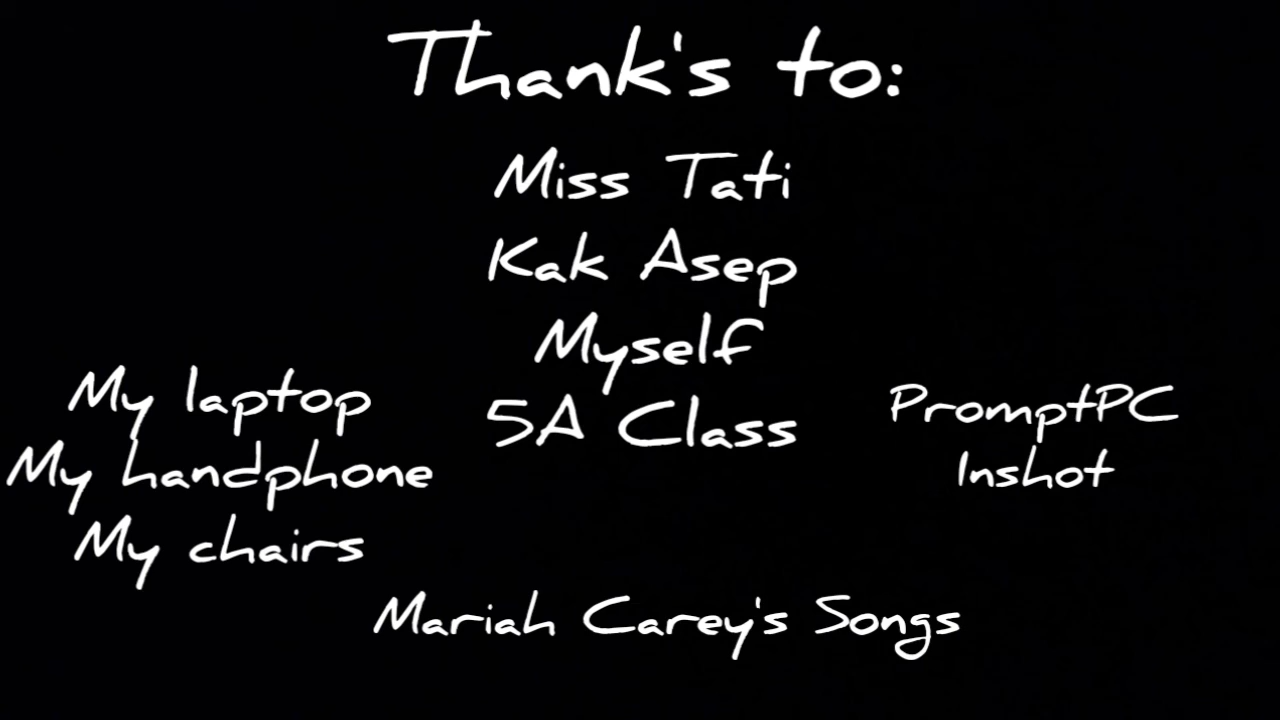 Thank's to:
Miss Tati
Kak Asep
Myself
5A Class
My laptop
My handphone
My chairs
PromptPC
Inshot
Mariah Carey's Songs